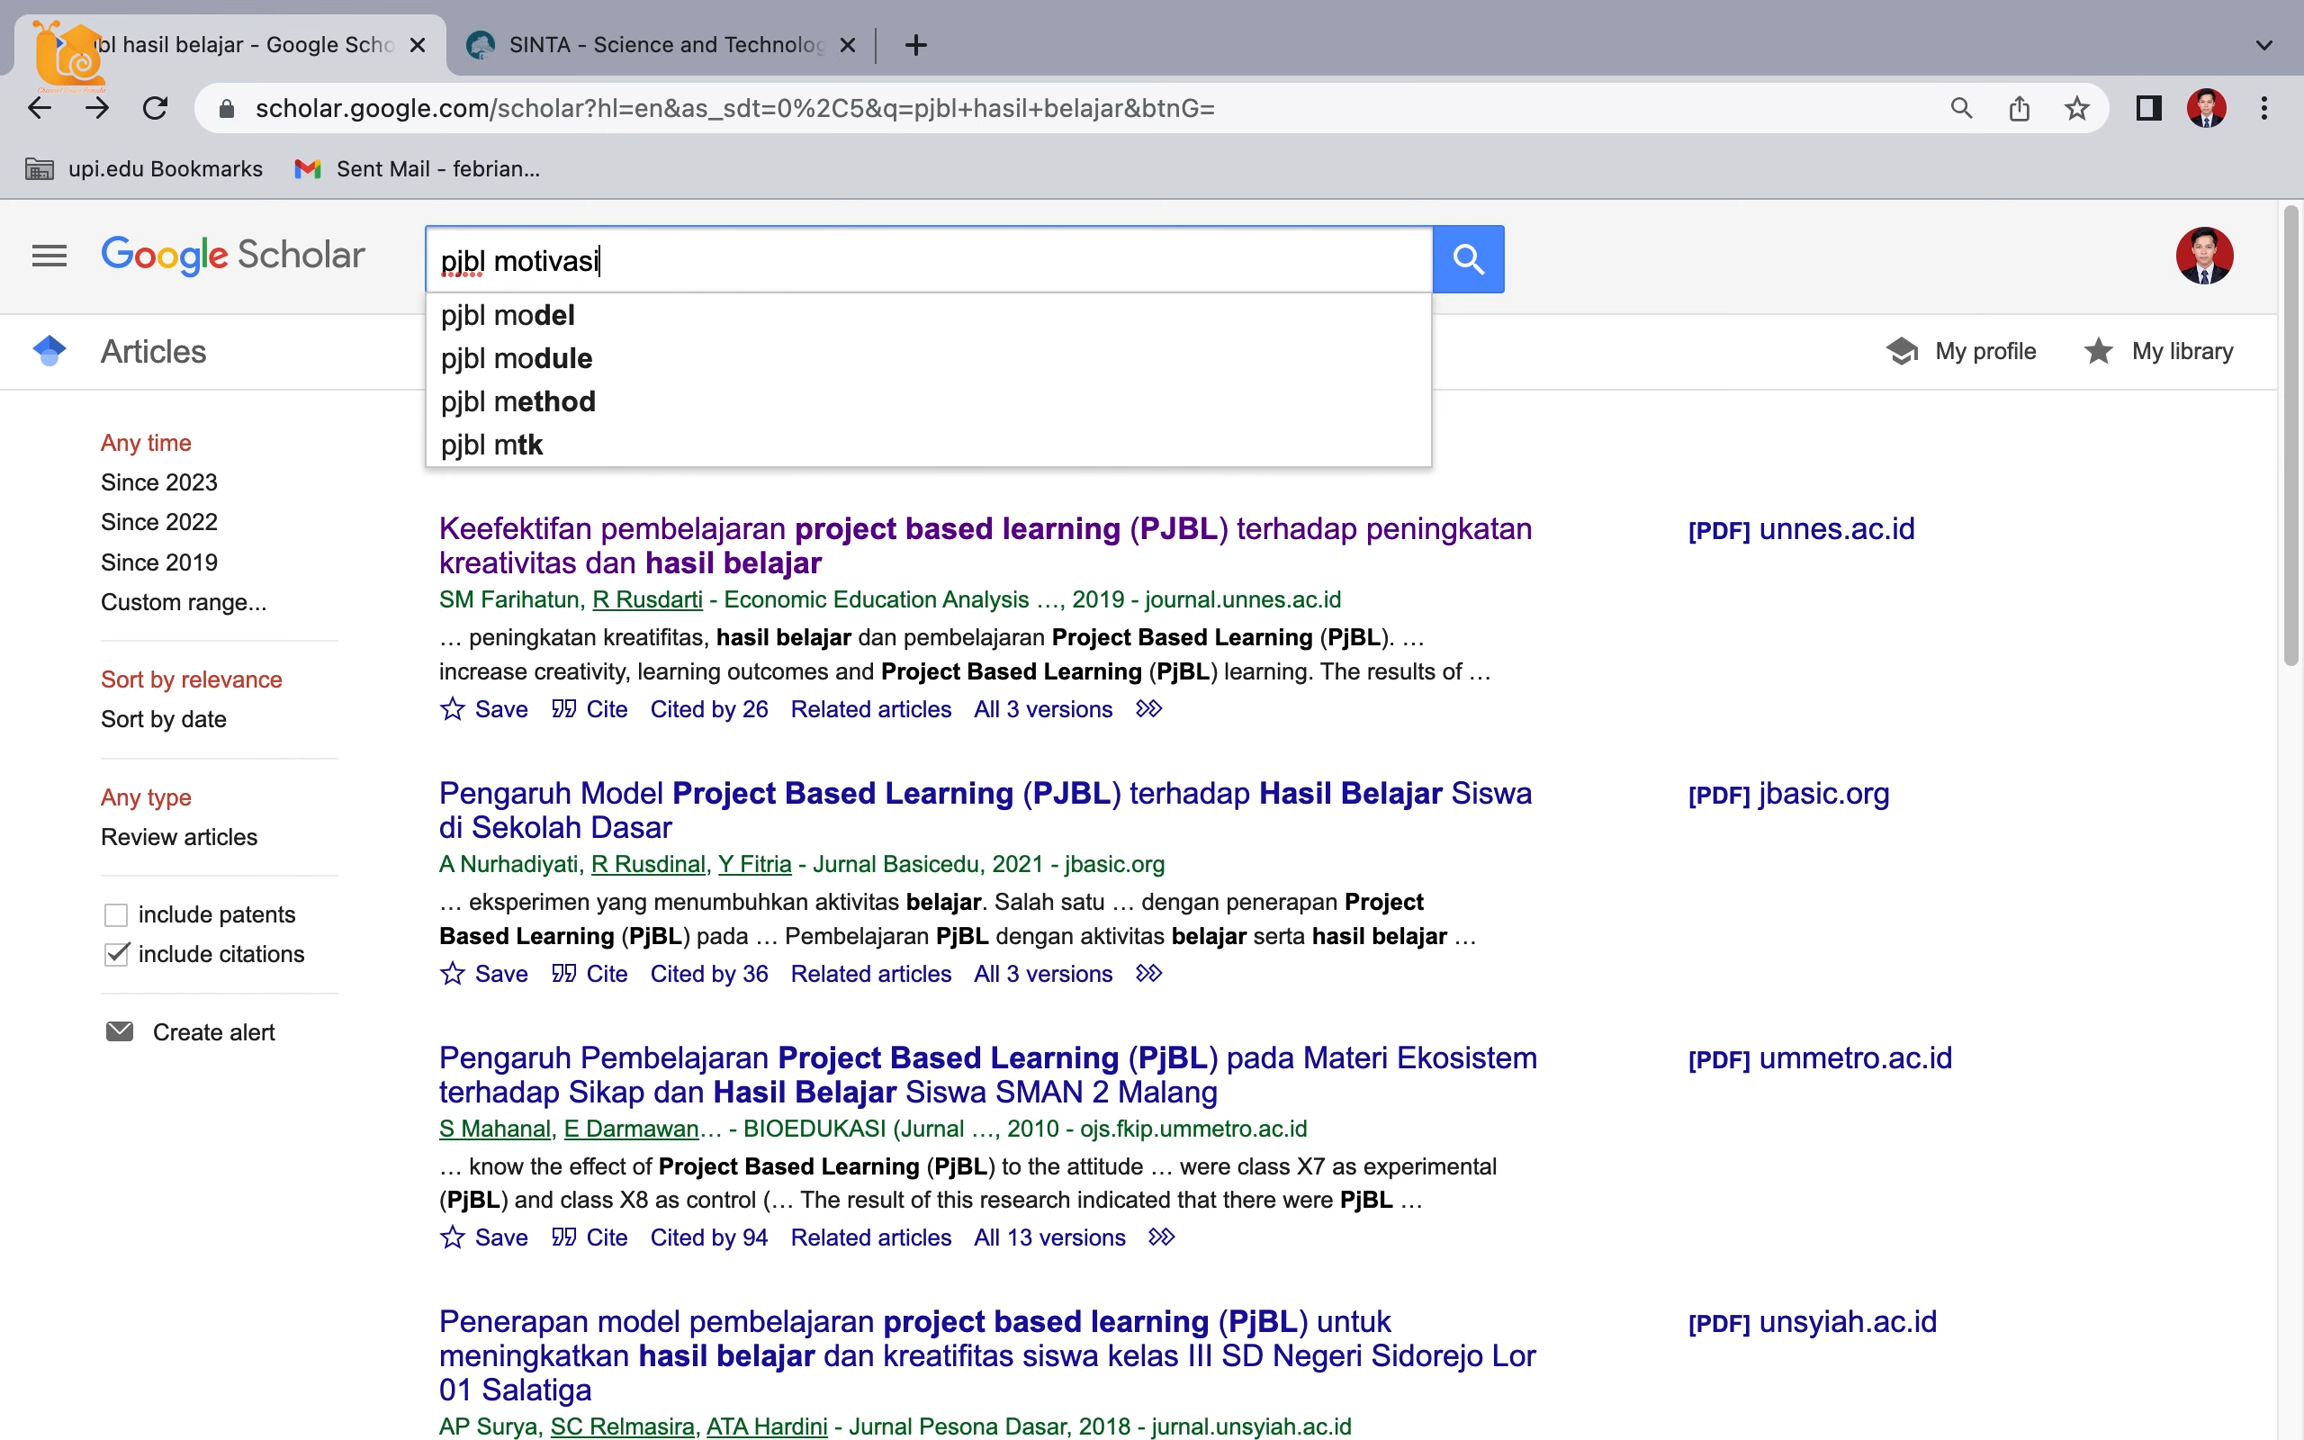 bl hasil belajar - Google Scho
SINTA - Science and Technolog
scholar.google.com/scholar?hl=en&as_sdt=0%2C5&q=pjbl+hasil+belajar&btnG=
upi.edu Bookmarks
Sent Mail - febrian...
Google Scholar
pjbl motivasi
pjbl model
pjbl module
pjbl method
pjbl mtk
Articles
My profile
My library
Any time
Since 2023
Since 2022
Since 2019
Custom range...
Sort by relevance
Sort by date
Any type
Review articles
include patents
include citations
Create alert
Keefektifan pembelajaran project based learning (PJBL) terhadap peningkatan
kreativitas dan hasil belajar
SM Farihatun, R Rusdarti - Economic Education Analysis …, 2019 - journal.unnes.ac.id
… peningkatan kreatifitas, hasil belajar dan pembelajaran Project Based Learning (PjBL). …
increase creativity, learning outcomes and Project Based Learning (PjBL) learning. The results of …
Save Cite Cited by 26 Related articles All 3 versions
[PDF] unnes.ac.id
Pengaruh Model Project Based Learning (PJBL) terhadap Hasil Belajar Siswa
di Sekolah Dasar
A Nurhadiyati, R Rusdinal, Y Fitria - Jurnal Basicedu, 2021 - jbasic.org
… eksperimen yang menumbuhkan aktivitas belajar. Salah satu … dengan penerapan Project
Based Learning (PjBL) pada … Pembelajaran PjBL dengan aktivitas belajar serta hasil belajar …
Save Cite Cited by 36 Related articles All 3 versions
[PDF] jbasic.org
Pengaruh Pembelajaran Project Based Learning (PjBL) pada Materi Ekosistem
terhadap Sikap dan Hasil Belajar Siswa SMAN 2 Malang
S Mahanal, E Darmawan… - BIOEDUKASI (Jurnal …, 2010 - ojs.fkip.ummetro.ac.id
… know the effect of Project Based Learning (PjBL) to the attitude … were class X7 as experimental
(PjBL) and class X8 as control (… The result of this research indicated that there were PjBL …
Save Cite Cited by 94 Related articles All 13 versions
[PDF] ummetro.ac.id
Penerapan model pembelajaran project based learning (PjBL) untuk
meningkatkan hasil belajar dan kreatifitas siswa kelas III SD Negeri Sidorejo Lor
01 Salatiga
AP Surya, SC Relmasira, ATA Hardini - Jurnal Pesona Dasar, 2018 - jurnal.unsyiah.ac.id
[PDF] unsyiah.ac.id